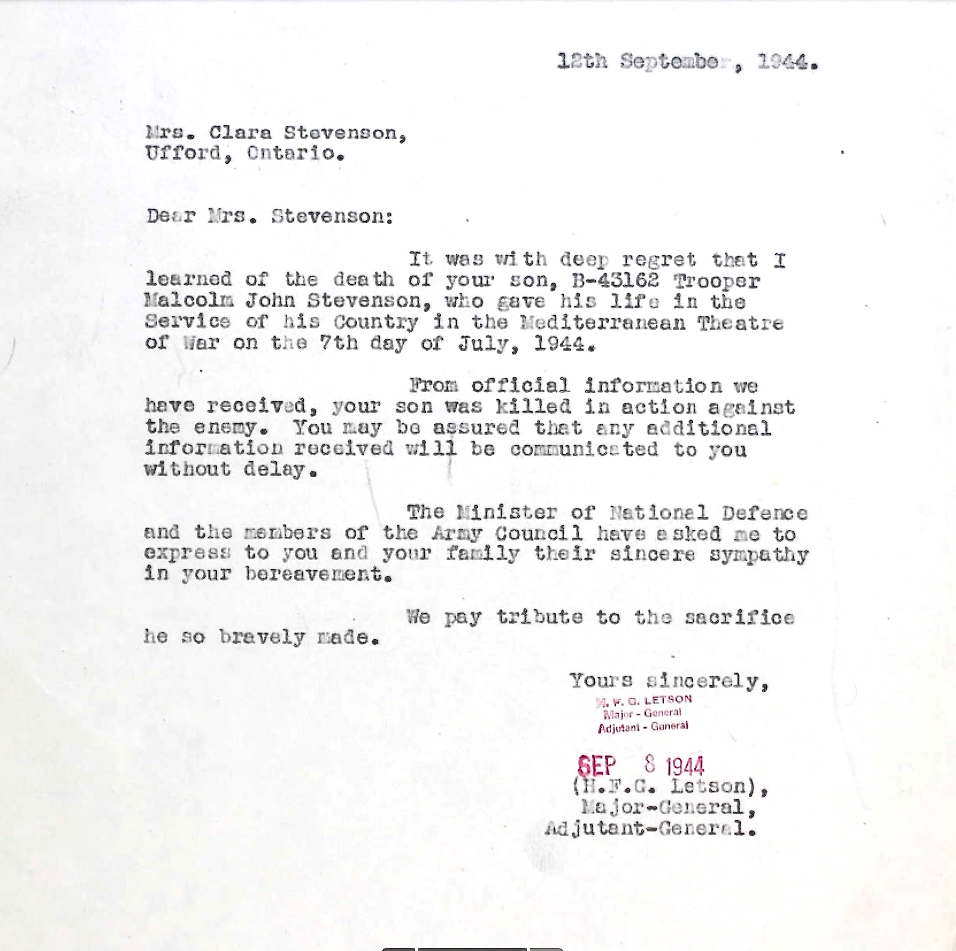 12th September, 1944.
Mrs. Clara Stevenson,
Ufford, Ontario.
Dear Mrs. Stevenson:
It was with deep regret that I
learned of the death of your son, B-43162 Trooper
Malcolm John Stevenson, who gave his life in the
Service of his Country in the Mediterranean Theatre
of War on the 7th day of July, 1944.
From official information we
have received, your son was killed in action against
the enemy. You may be assured that any additional
information received will be communicated to you
without delay.
The Minister of National Defence
and the members of the Army Council have asked me to
express to you and your family their sincere sympathy
in your bereavement.
We pay tribute to the sacrifice
he so bravely made.
Yours sincerely,
G. LETSON
Major - General
Adjutant - General
SEP 8 1944
(H.F.G. Letson),
Major-General,
Adjutant-General.